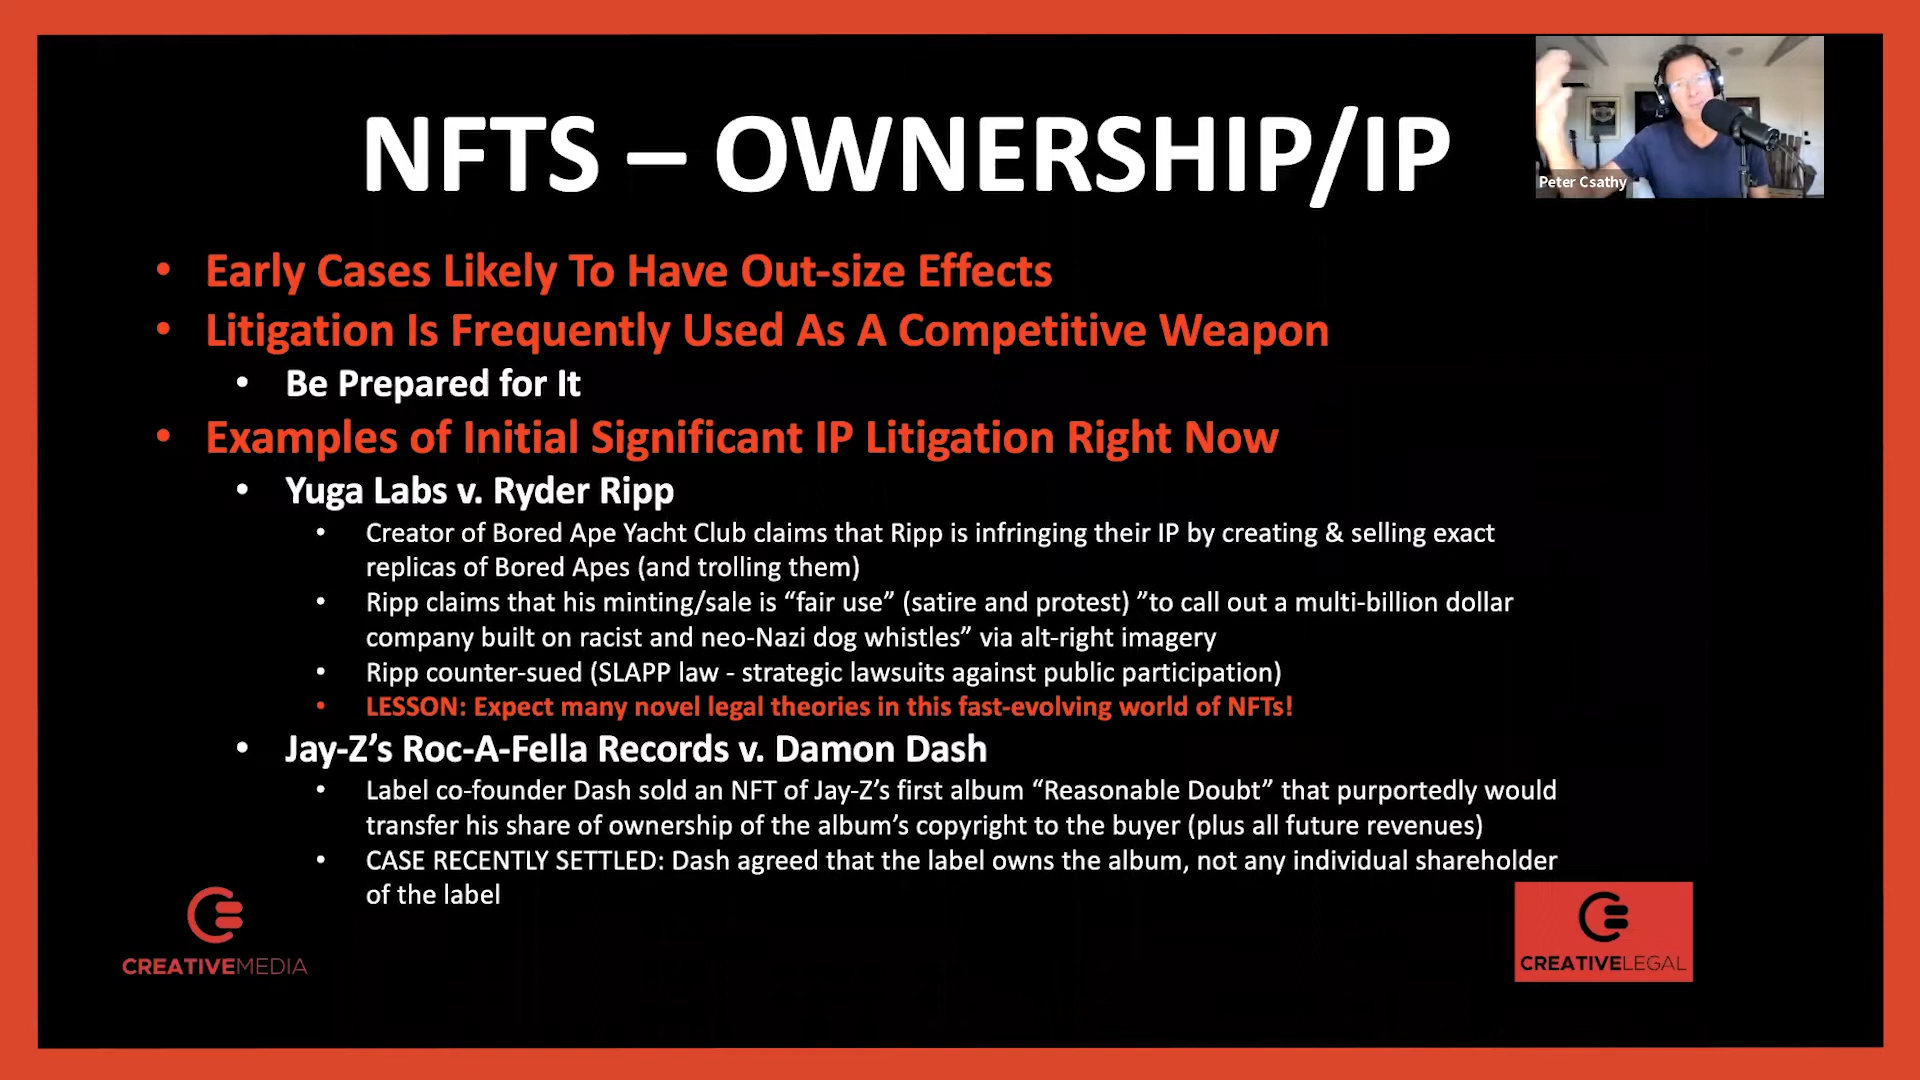 NFTS – OWNERSHIP/IP
Peter Csathy
• Early Cases Likely To Have Out-size Effects
• Litigation Is Frequently Used As A Competitive Weapon
• Be Prepared for It
• Examples of Initial Significant IP Litigation Right Now
• Yuga Labs v. Ryder Ripp
• Creator of Bored Ape Yacht Club claims that Ripp is infringing their IP by creating & selling exact
replicas of Bored Apes (and trolling them)
• Ripp claims that his minting/sale is “fair use” (satire and protest) ”to call out a multi-billion dollar
company built on racist and neo-Nazi dog whistles” via alt-right imagery
• Ripp counter-sued (SLAPP law - strategic lawsuits against public participation)
• LESSON: Expect many novel legal theories in this fast-evolving world of NFTs!
• Jay-Z’s Roc-A-Fella Records v. Damon Dash
• Label co-founder Dash sold an NFT of Jay-Z’s first album “Reasonable Doubt” that purportedly would
transfer his share of ownership of the album’s copyright to the buyer (plus all future revenues)
• CASE RECENTLY SETTLED: Dash agreed that the label owns the album, not any individual shareholder
of the label
CREATIVEMEDIA
CREATIVELEGAL